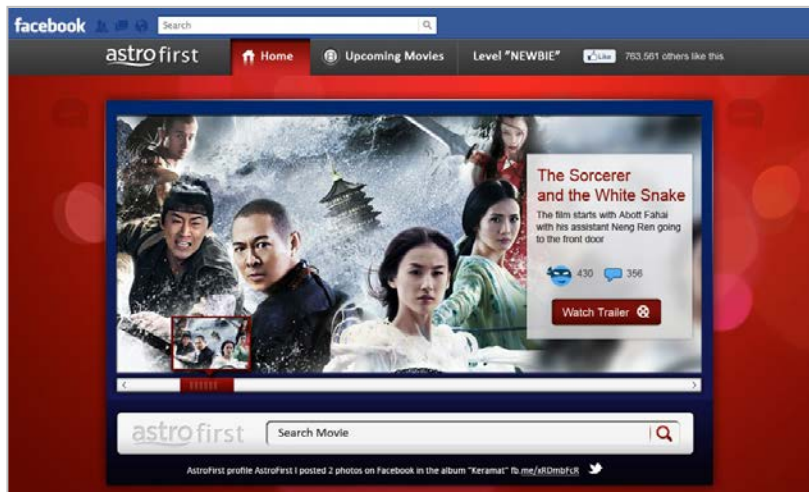 facebook Search
astro first Home Upcoming Movies Level "NEWBIE" Like 763,561 others like this
The Sorcerer
and the White Snake
The film starts with Abott Fahai
with his assistant Neng Ren going
to the front door
430 356
Watch Trailer
astro first Search Movie
AstroFirst profile AstroFirst I posted 2 photos on Facebook in the album "Keramat" fb.me/xRDmbFcR